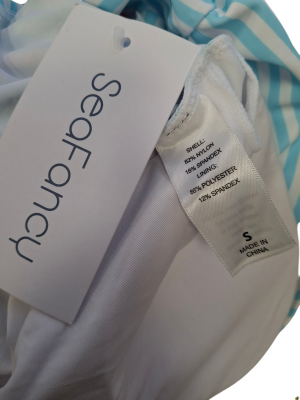 SeaFancy
SHELL:
82% NYLON
18% SPANDEX
LINING:
88% POLYESTER
12% SPANDEX
S
MADE IN
CHINA